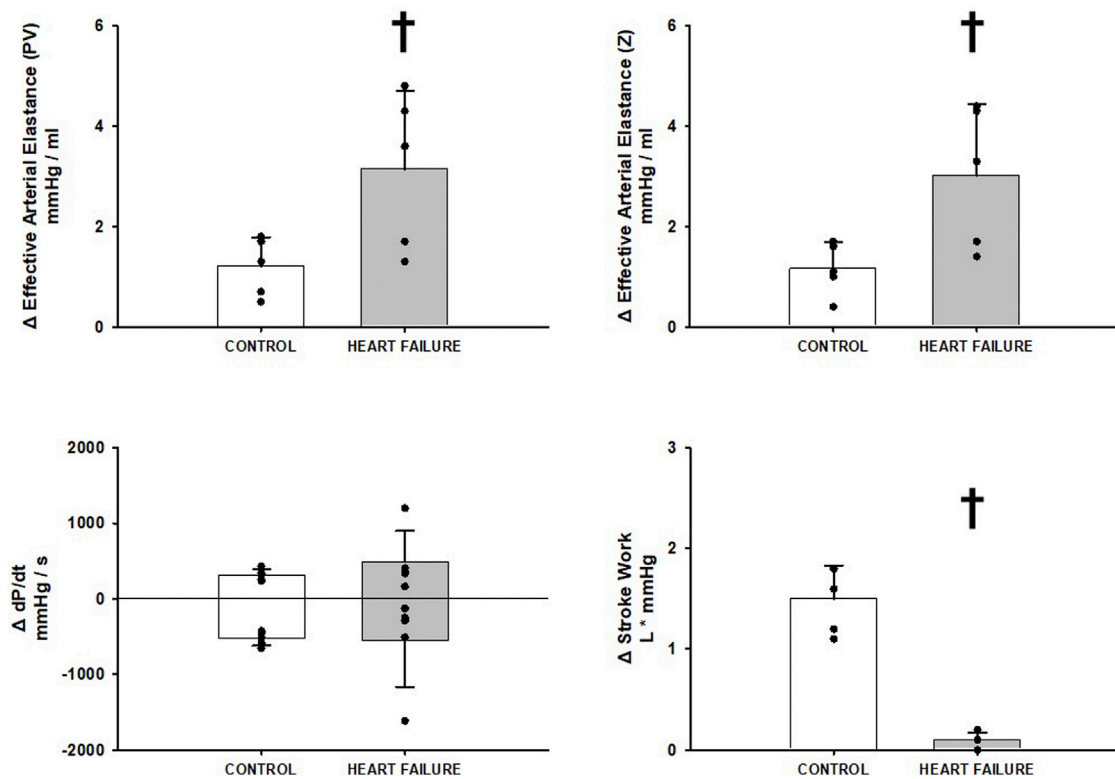 Δ Effective Arterial Elastance (PV)
mmHg / ml
6
4
2
0
†
CONTROL
HEART FAILURE
Δ Effective Arterial Elastance (Z)
mmHg / ml
6
4
2
0
†
CONTROL
HEART FAILURE
Δ dP/dt
mmHg / s
2000
1000
0
-1000
-2000
CONTROL
HEART FAILURE
Δ Stroke Work
L * mmHg
3
2
1
0
†
CONTROL
HEART FAILURE